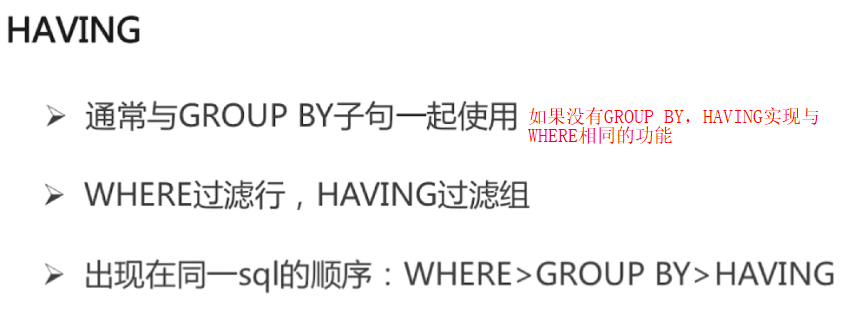 HAVING
➢ 通常与GROUP BY子句一起使用
如果没有GROUP BY，HAVING实现与
WHERE相同的功能
➢ WHERE过滤行，HAVING过滤组
➢ 出现在同一sql的顺序：WHERE>GROUP BY>HAVING